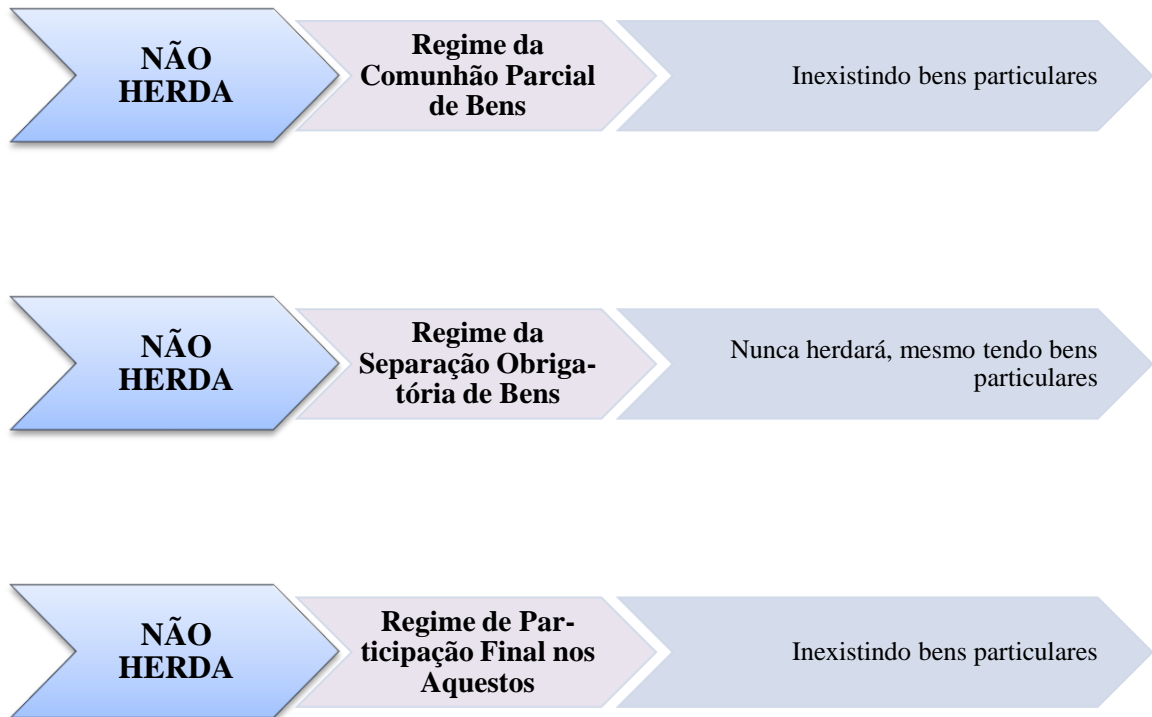 NÃO
HERDA
Regime da
Comunhão Parcial
de Bens
Inexistindo bens particulares
NÃO
HERDA
Regime da
Separação Obriga-
tória de Bens
Nunca herdará, mesmo tendo bens
particulares
NÃO
HERDA
Regime de Par-
ticipação Final nos
Aquestos
Inexistindo bens particulares